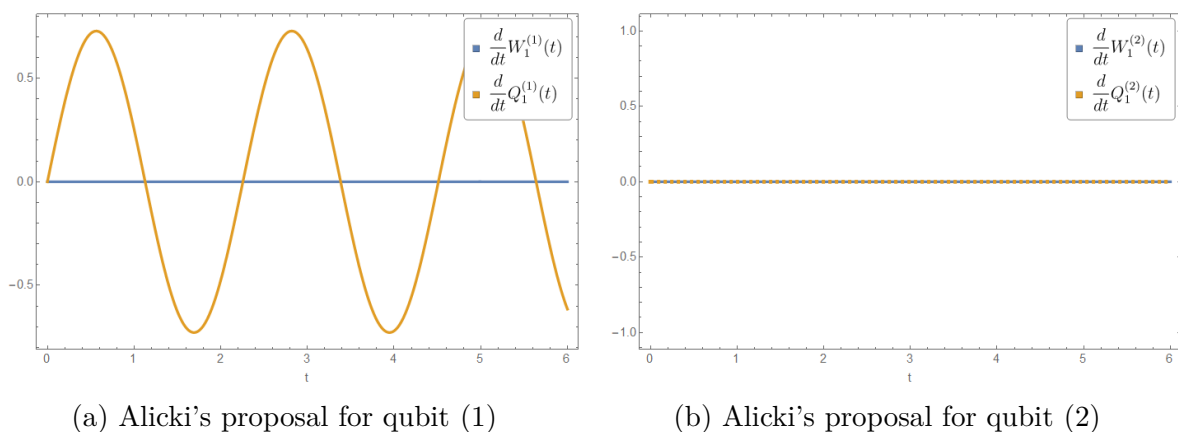 d/dt W_1^{(1)}(t)
d/dt Q_1^{(1)}(t)
0.5
0.0
−0.5
0 1 2 3 4 5 6
t
(a) Alicki's proposal for qubit (1)
d/dt W_1^{(2)}(t)
d/dt Q_1^{(2)}(t)
1.0
0.5
0.0
−0.5
−1.0
0 1 2 3 4 5 6
t
(b) Alicki's proposal for qubit (2)